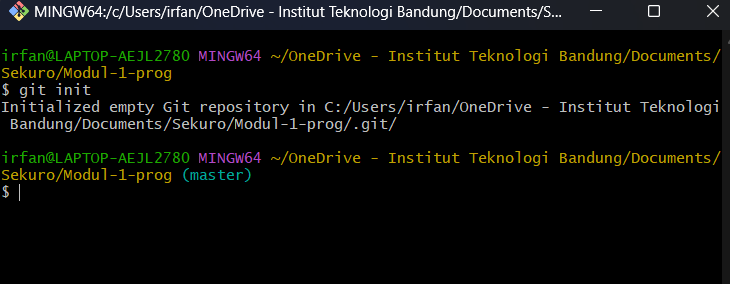 MINGW64:/c/Users/irfan/OneDrive - Institut Teknologi Bandung/Documents/S...
irfan@LAPTOP-AEJL2780 MINGW64 ~/OneDrive - Institut Teknologi Bandung/Documents/
Sekuro/Modul-1-prog
$ git init
Initialized empty Git repository in C:/Users/irfan/OneDrive - Institut Teknologi
 Bandung/Documents/Sekuro/Modul-1-prog/.git/
irfan@LAPTOP-AEJL2780 MINGW64 ~/OneDrive - Institut Teknologi Bandung/Documents/
Sekuro/Modul-1-prog (master)
$